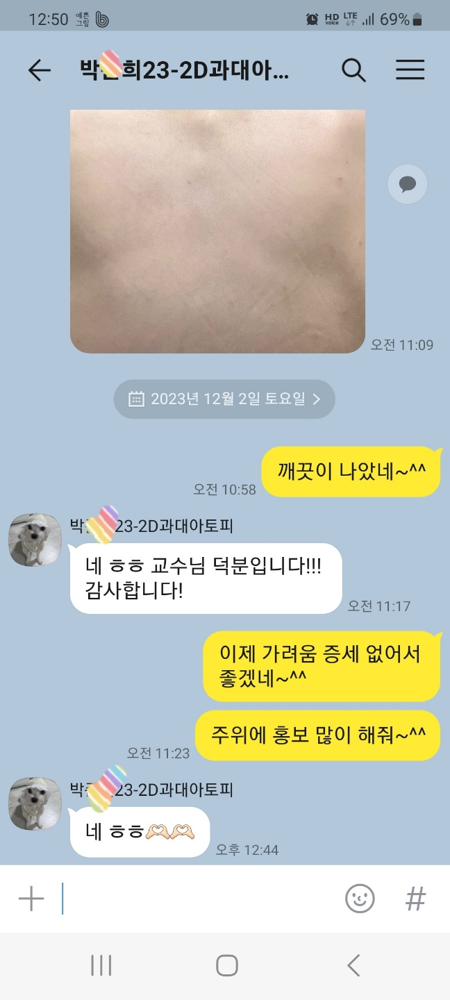 12:50 예쁜 그림 HD voice LTE 69%
박 희23-2D과대아...
오전 11:09
2023년 12월 2일 토요일
깨끗이 나았네~^^
오전 10:58
박 23-2D과대아토피
네 ㅎㅎ 교수님 덕분입니다!!!
감사합니다!
오전 11:17
이제 가려움 증세 없어서
좋겠네~^^
주위에 홍보 많이 해줘~^^
오전 11:23
박 23-2D과대아토피
네 ㅎㅎ🫶🏻🫶🏻
오후 12:44
#